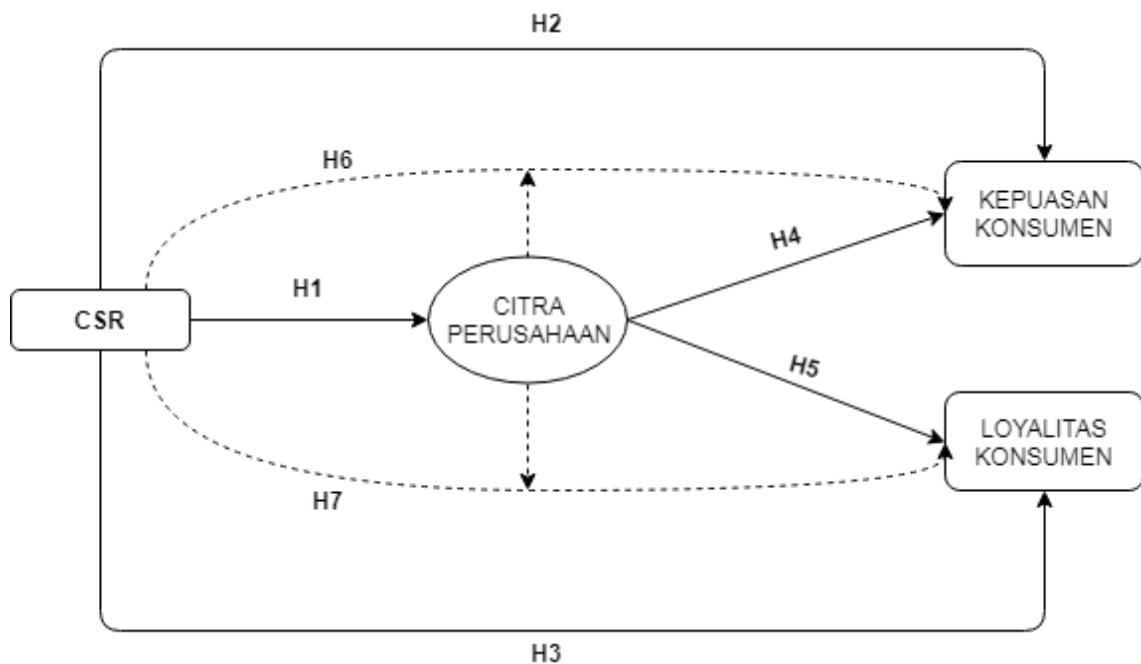 H2
H6
KEPUASAN
KONSUMEN
H4
H1
CSR
CITRA
PERUSAHAAN
H5
LOYALITAS
KONSUMEN
H7
H3